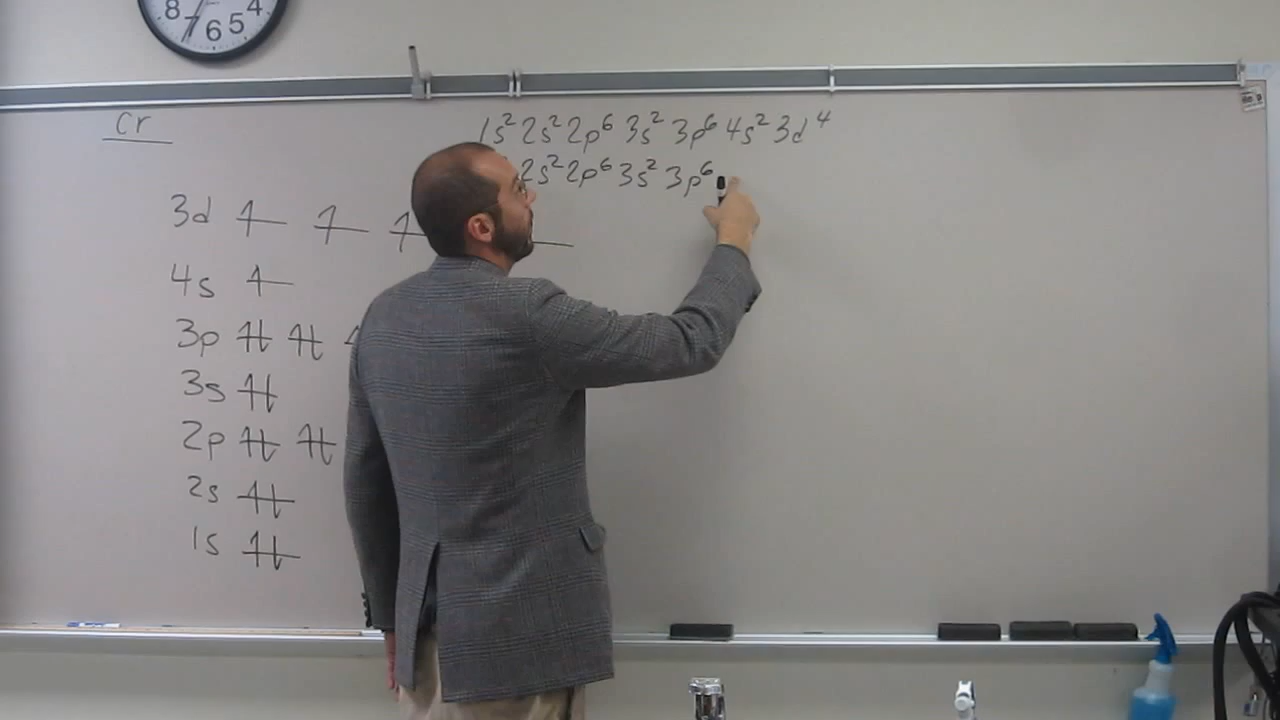 8 7 6 5 4
Cr
1s² 2s² 2p⁶ 3s² 3p⁶ 4s² 3d⁴
2s² 2p⁶ 3s² 3p⁶
3d
4s
3p
3s
2p
2s
1s